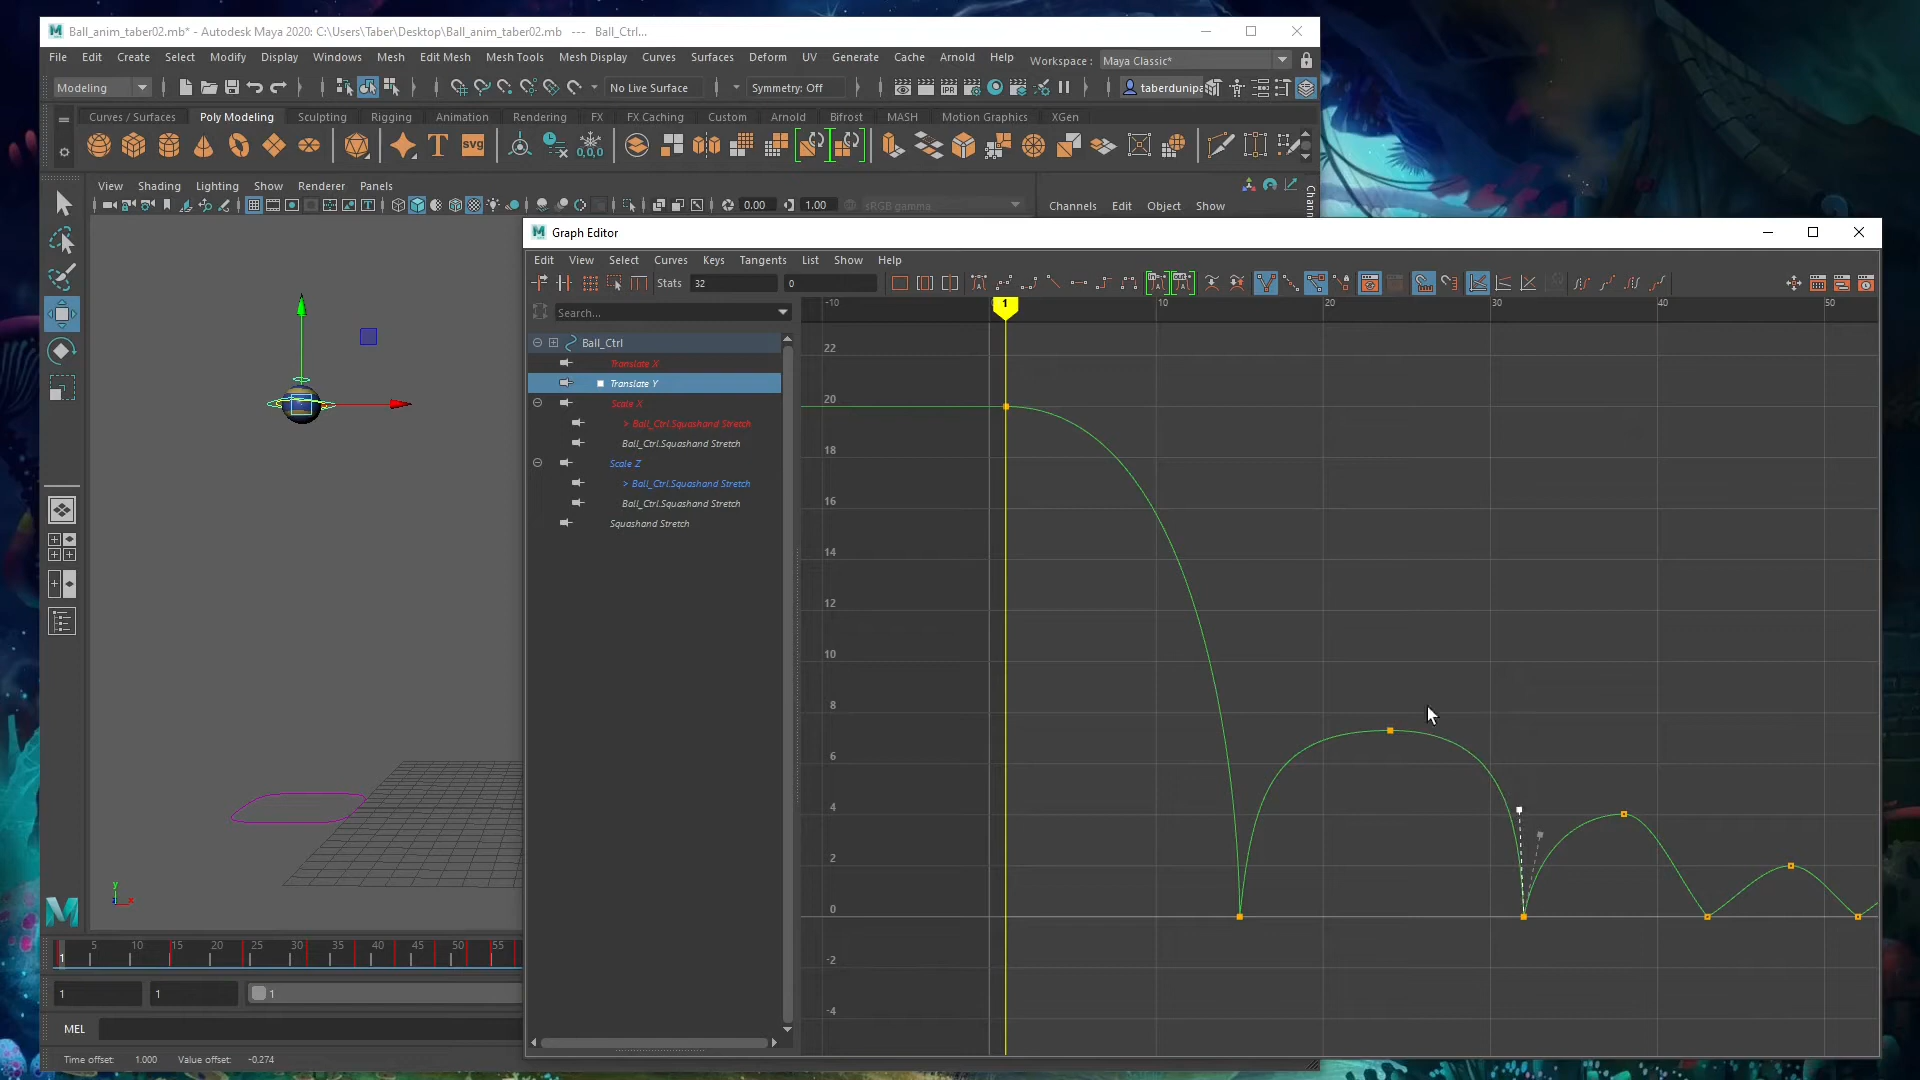 Ball_anim_taber02.mb* - Autodesk Maya 2020: C:\Users\Taber\Desktop\Ball_anim_taber02.mb --- Ball_Ctrl...
File Edit Create Select Modify Display Windows Mesh Edit Mesh Mesh Tools Mesh Display Curves Surfaces Deform UV Generate Cache Arnold Help Workspace : Maya Classic*
Modeling No Live Surface Symmetry: Off IPR taberdunipa
Curves / Surfaces Poly Modeling Sculpting Rigging Animation Rendering FX FX Caching Custom Arnold Bifrost MASH Motion Graphics XGen
T SVG 0,0,0
View Shading Lighting Show Renderer Panels
0.00 1.00 sRGB gamma
Channels Edit Object Show
Chann
Graph Editor
Edit View Select Curves Keys Tangents List Show Help
Stats 32 0
Search...
-10 1 10 20 30 40 50
Ball_Ctrl
Translate X
Translate Y
Scale X
> Ball_Ctrl.Squashand Stretch
Ball_Ctrl.Squashand Stretch
Scale Z
> Ball_Ctrl.Squashand Stretch
Ball_Ctrl.Squashand Stretch
Squashand Stretch
22
20
18
16
14
12
10
8
6
4
2
0
-2
-4
y
x
M
1 5 10 15 20 25 30 35 40 45 50 55
1 1 1
MEL
Time offset: 1.000 Value offset: -0.274